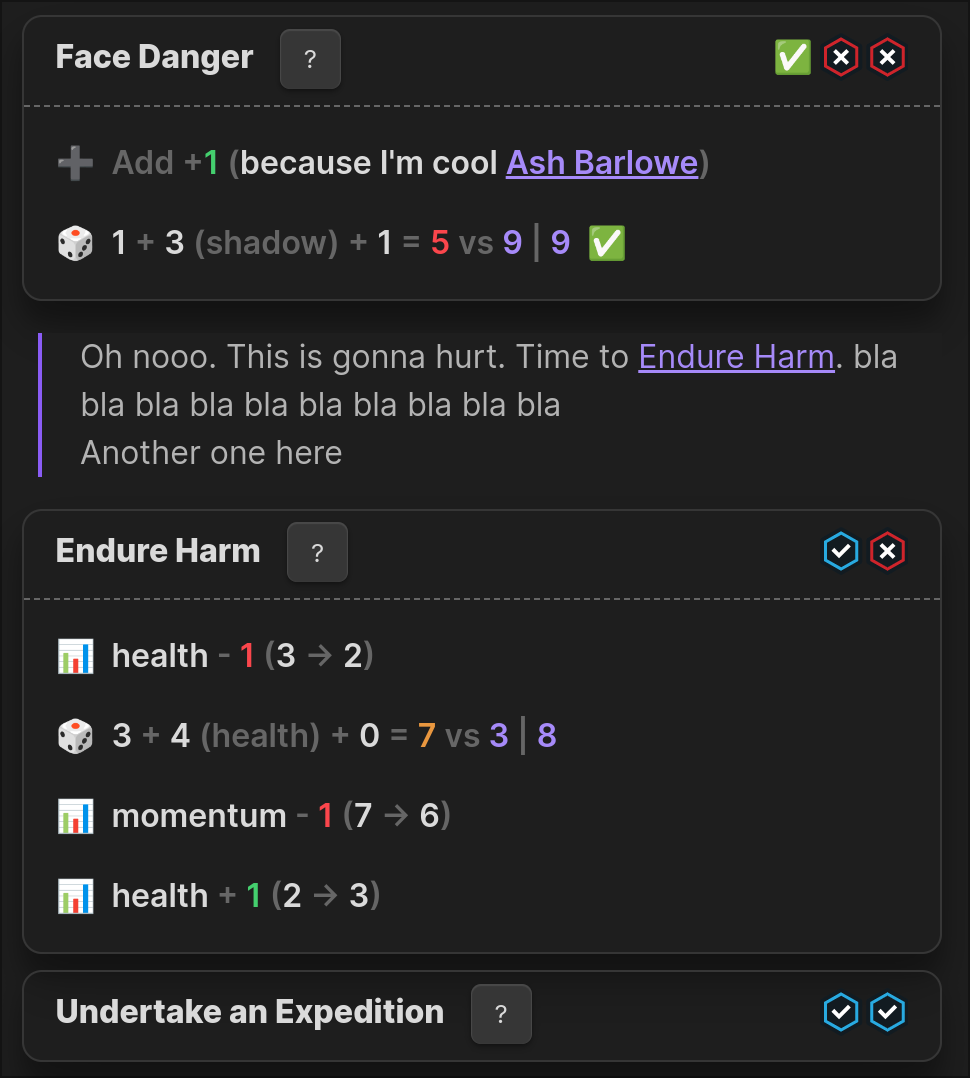 Face Danger ? ✅
➕ Add +1 (because I'm cool Ash Barlowe)
🎲 1 + 3 (shadow) + 1 = 5 vs 9 | 9 ✅
Oh nooo. This is gonna hurt. Time to Endure Harm. bla
bla bla bla bla bla bla bla bla bla
Another one here
Endure Harm ?
📊 health - 1 (3 → 2)
🎲 3 + 4 (health) + 0 = 7 vs 3 | 8
📊 momentum - 1 (7 → 6)
📊 health + 1 (2 → 3)
Undertake an Expedition ?